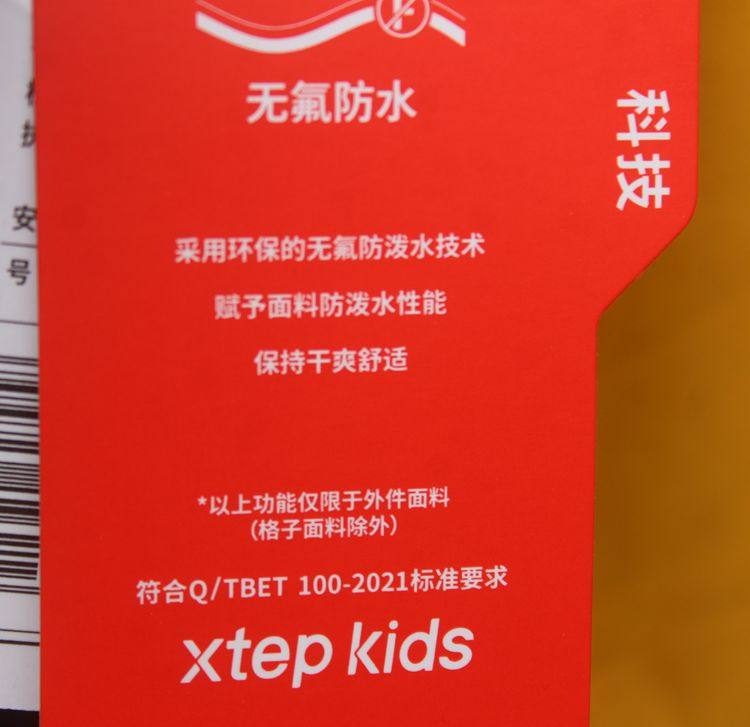 无氟防水
科技
采用环保的无氟防泼水技术
赋予面料防泼水性能
保持干爽舒适
*以上功能仅限于外件面料
(格子面料除外)
符合Q/TBET 100-2021标准要求
xtep kids
安
号